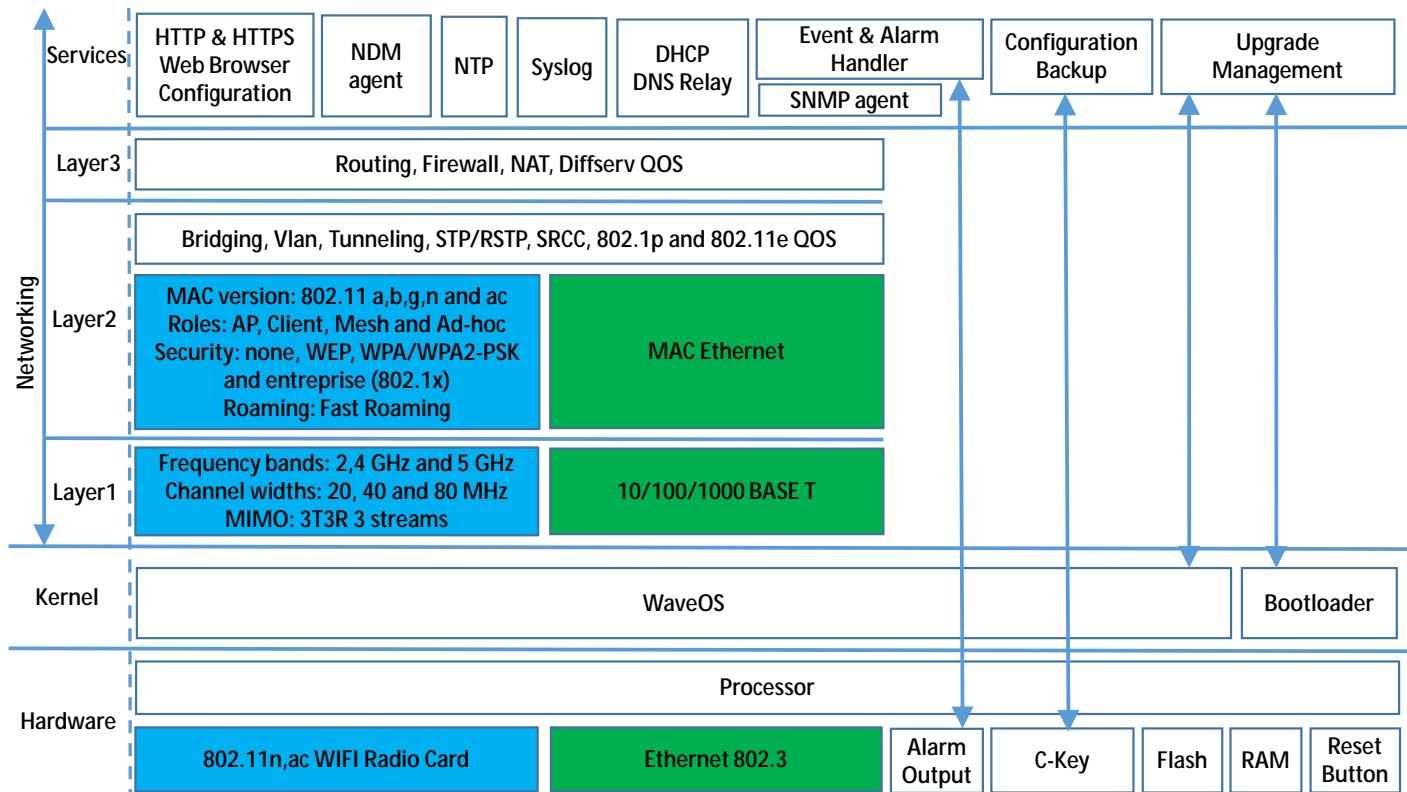 Networking
Services
HTTP & HTTPS
Web Browser
Configuration
NDM
agent
NTP
Syslog
DHCP
DNS Relay
Event & Alarm
Handler
SNMP agent
Configuration
Backup
Upgrade
Management
Layer3
Routing, Firewall, NAT, Diffserv QOS
Layer2
Bridging, Vlan, Tunneling, STP/RSTP, SRCC, 802.1p and 802.11e QOS
MAC version: 802.11 a,b,g,n and ac
Roles: AP, Client, Mesh and Ad-hoc
Security: none, WEP, WPA/WPA2-PSK
and entreprise (802.1x)
Roaming: Fast Roaming
MAC Ethernet
Layer1
Frequency bands: 2,4 GHz and 5 GHz
Channel widths: 20, 40 and 80 MHz
MIMO: 3T3R 3 streams
10/100/1000 BASE T
Kernel
WaveOS
Bootloader
Hardware
Processor
802.11n,ac WIFI Radio Card
Ethernet 802.3
Alarm
Output
C-Key
Flash
RAM
Reset
Button